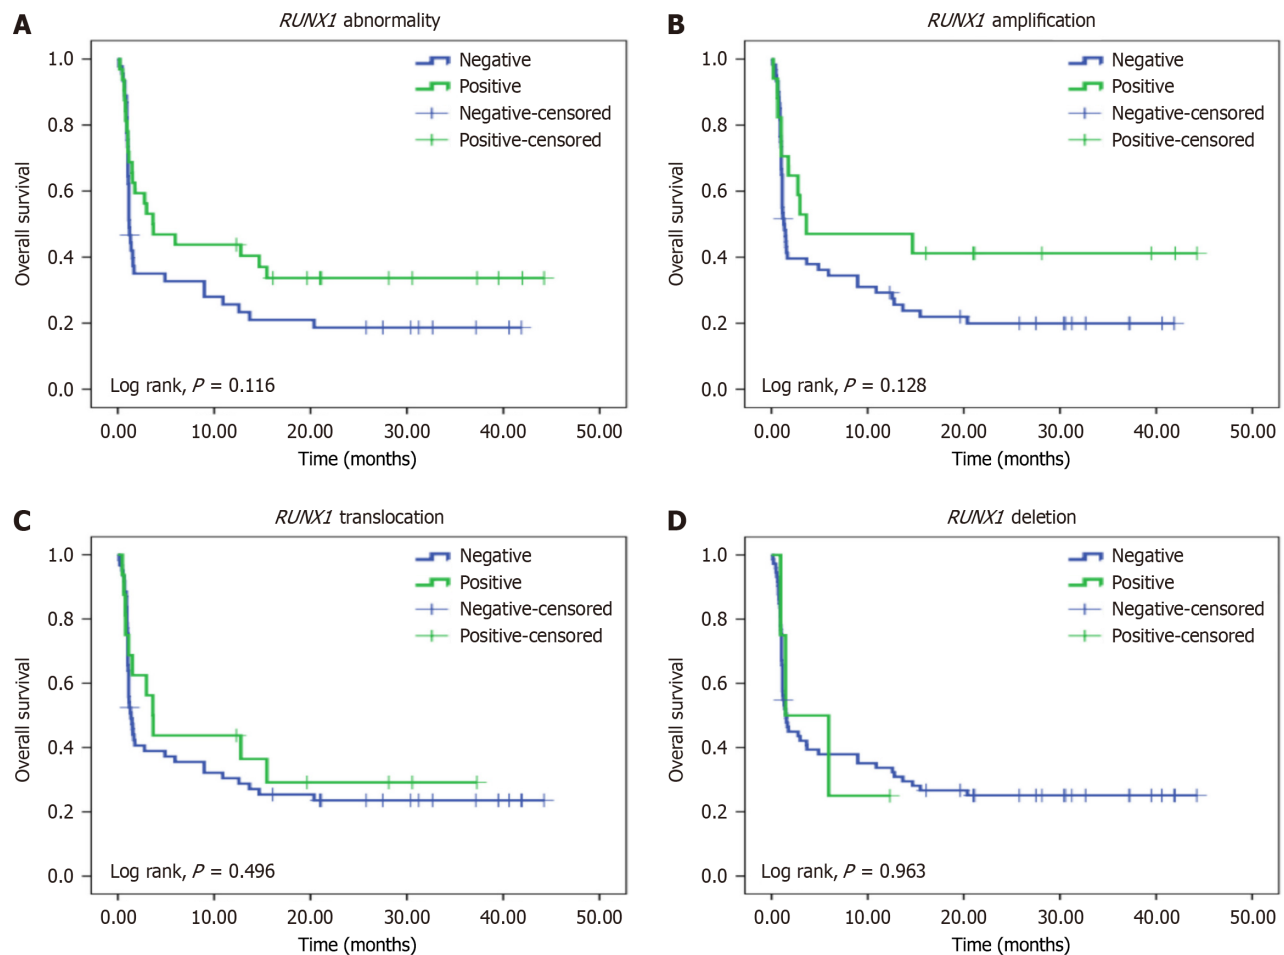 A
RUNX1 abnormality
1.0
0.8
0.6
0.4
0.2
0.0
Overall survival
Negative
Positive
Negative-censored
Positive-censored
Log rank, P = 0.116
0.00 10.00 20.00 30.00 40.00 50.00
Time (months)
B
RUNX1 amplification
1.0
0.8
0.6
0.4
0.2
0.0
Overall survival
Negative
Positive
Negative-censored
Positive-censored
Log rank, P = 0.128
0.00 10.00 20.00 30.00 40.00 50.00
Time (months)
C
RUNX1 translocation
1.0
0.8
0.6
0.4
0.2
0.0
Overall survival
Negative
Positive
Negative-censored
Positive-censored
Log rank, P = 0.496
0.00 10.00 20.00 30.00 40.00 50.00
Time (months)
D
RUNX1 deletion
1.0
0.8
0.6
0.4
0.2
0.0
Overall survival
Negative
Positive
Negative-censored
Positive-censored
Log rank, P = 0.963
0.00 10.00 20.00 30.00 40.00 50.00
Time (months)